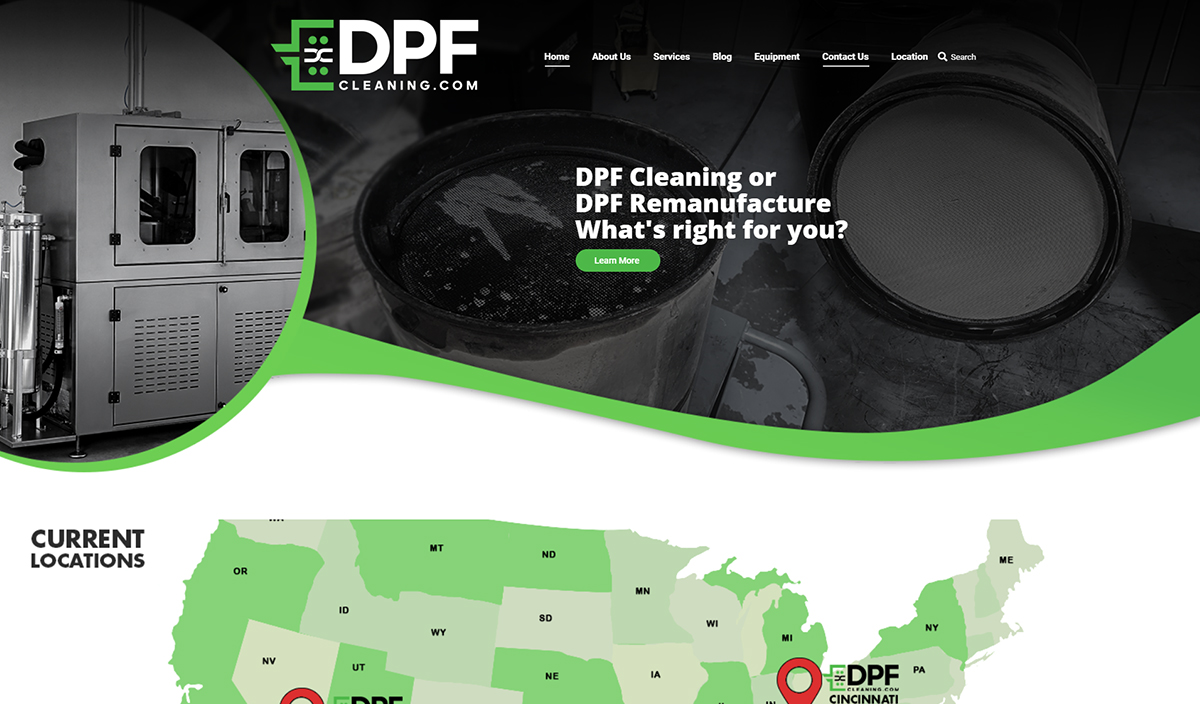 DPF
CLEANING.COM
Home About Us Services Blog Equipment Contact Us Location Search
DPF Cleaning or
DPF Remanufacture
What's right for you?
Learn More
CURRENT
LOCATIONS
MT
ND
OR
ME
MN
ID
SD
WI
NY
WY
MI
NV
UT
PA
NE
IA
DPF
CLEANING.COM
CINCINNATI
IN
DPF